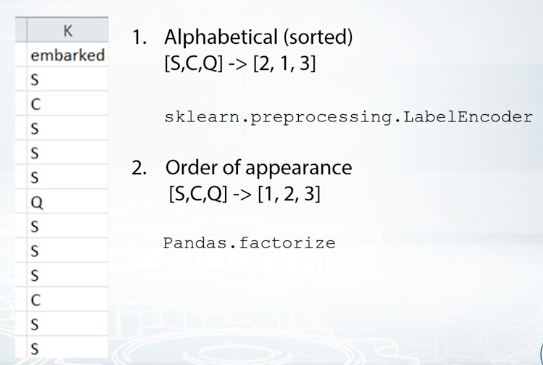 K
embarked
S
C
S
S
S
Q
S
S
S
C
S
S
1. Alphabetical (sorted)
[S,C,Q] -> [2, 1, 3]
sklearn.preprocessing.LabelEncoder
2. Order of appearance
[S,C,Q] -> [1, 2, 3]
Pandas.factorize